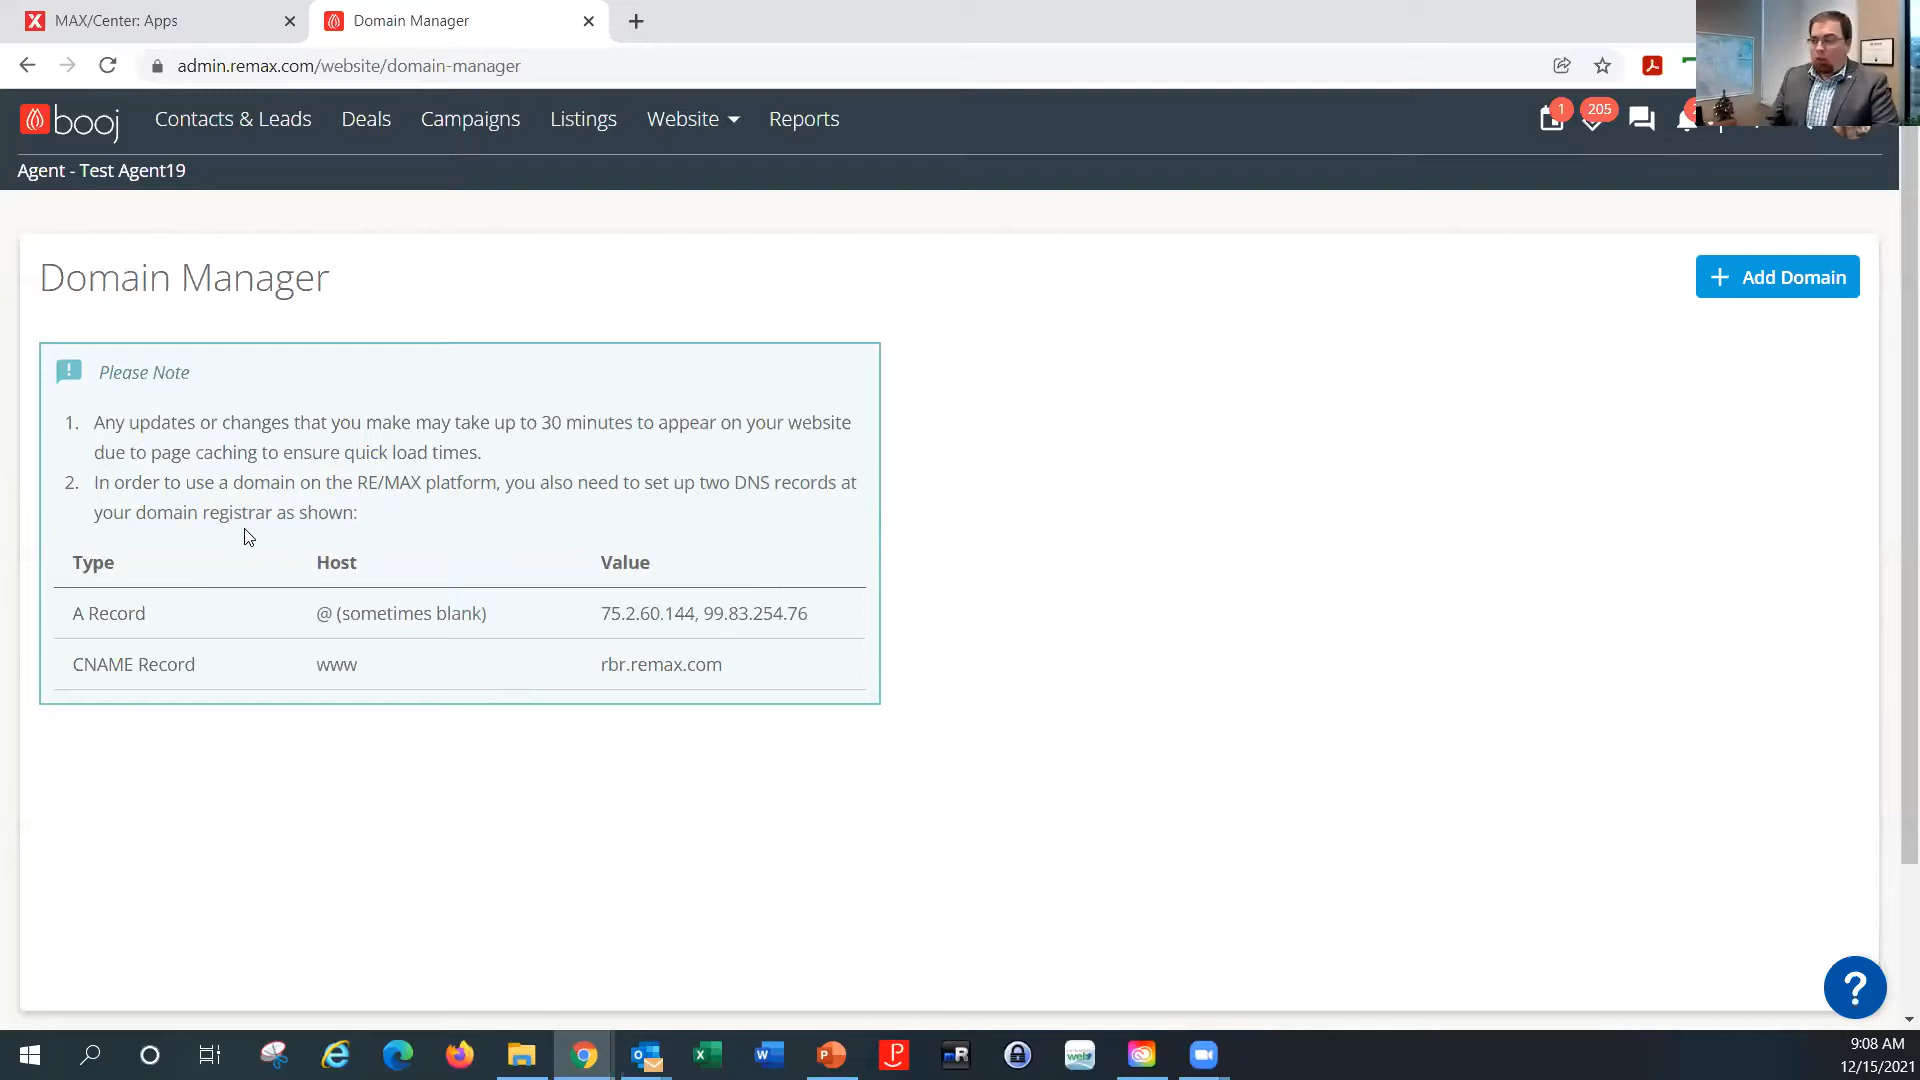 MAX/Center: Apps
Domain Manager
admin.remax.com/website/domain-manager
booj
Contacts & Leads
Deals
Campaigns
Listings
Website
Reports
1
205
Agent - Test Agent19
Domain Manager
+ Add Domain
Please Note
1. Any updates or changes that you make may take up to 30 minutes to appear on your website
due to page caching to ensure quick load times.
2. In order to use a domain on the RE/MAX platform, you also need to set up two DNS records at
your domain registrar as shown:
Type Host Value
A Record @ (sometimes blank) 75.2.60.144, 99.83.254.76
CNAME Record www rbr.remax.com
?
9:08 AM
12/15/2021